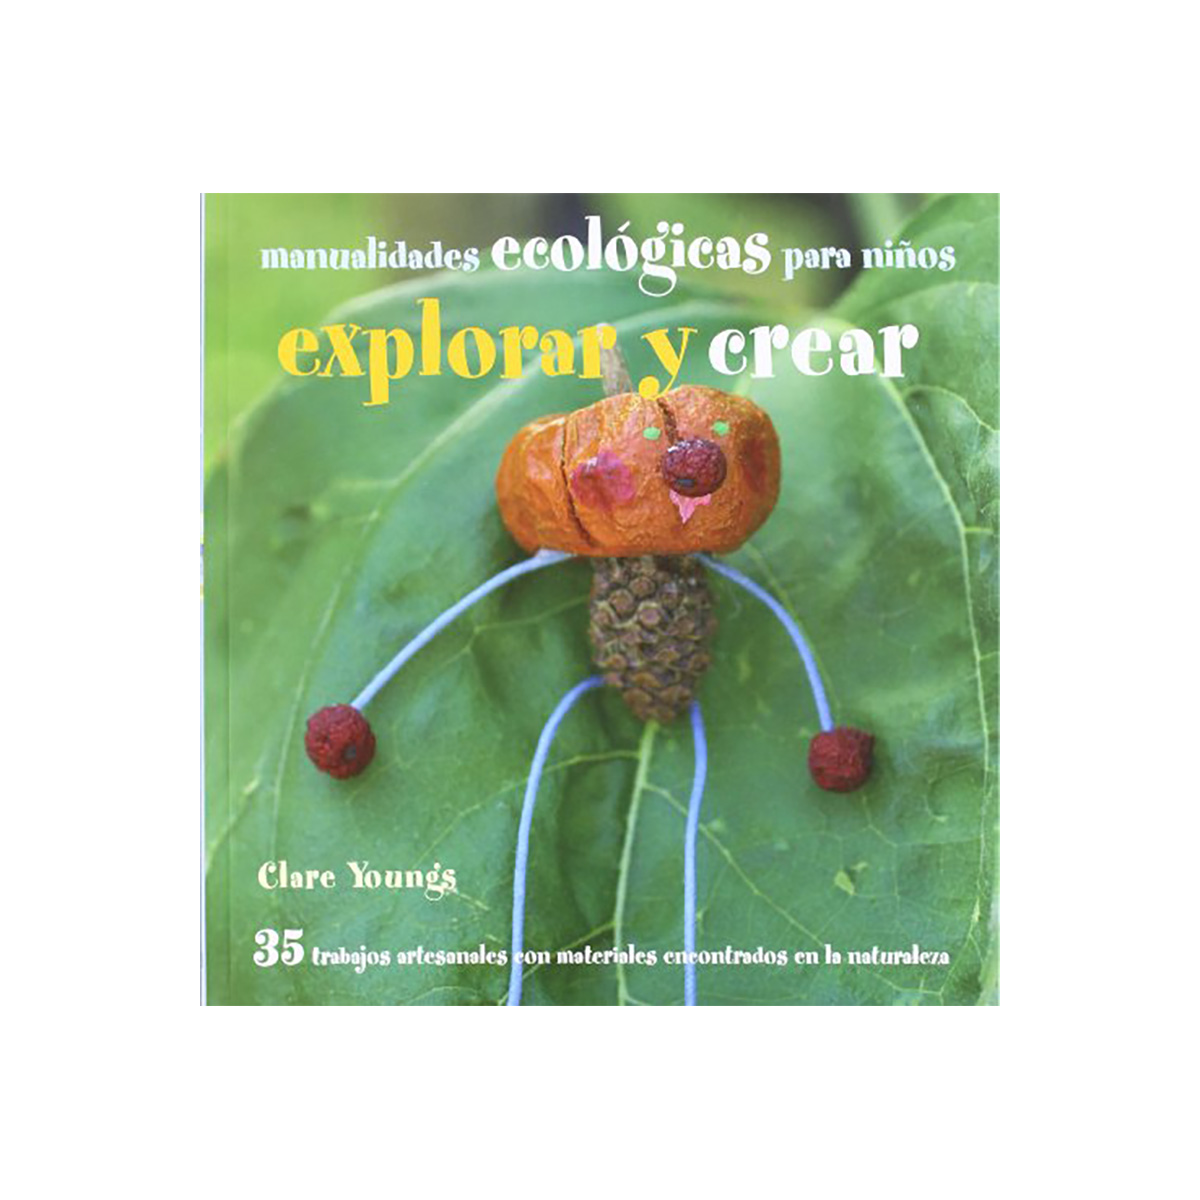 manualidades ecológicas para niños
explorar y crear
Clare Youngs
35 trabajos artesanales con materiales encontrados en la naturaleza